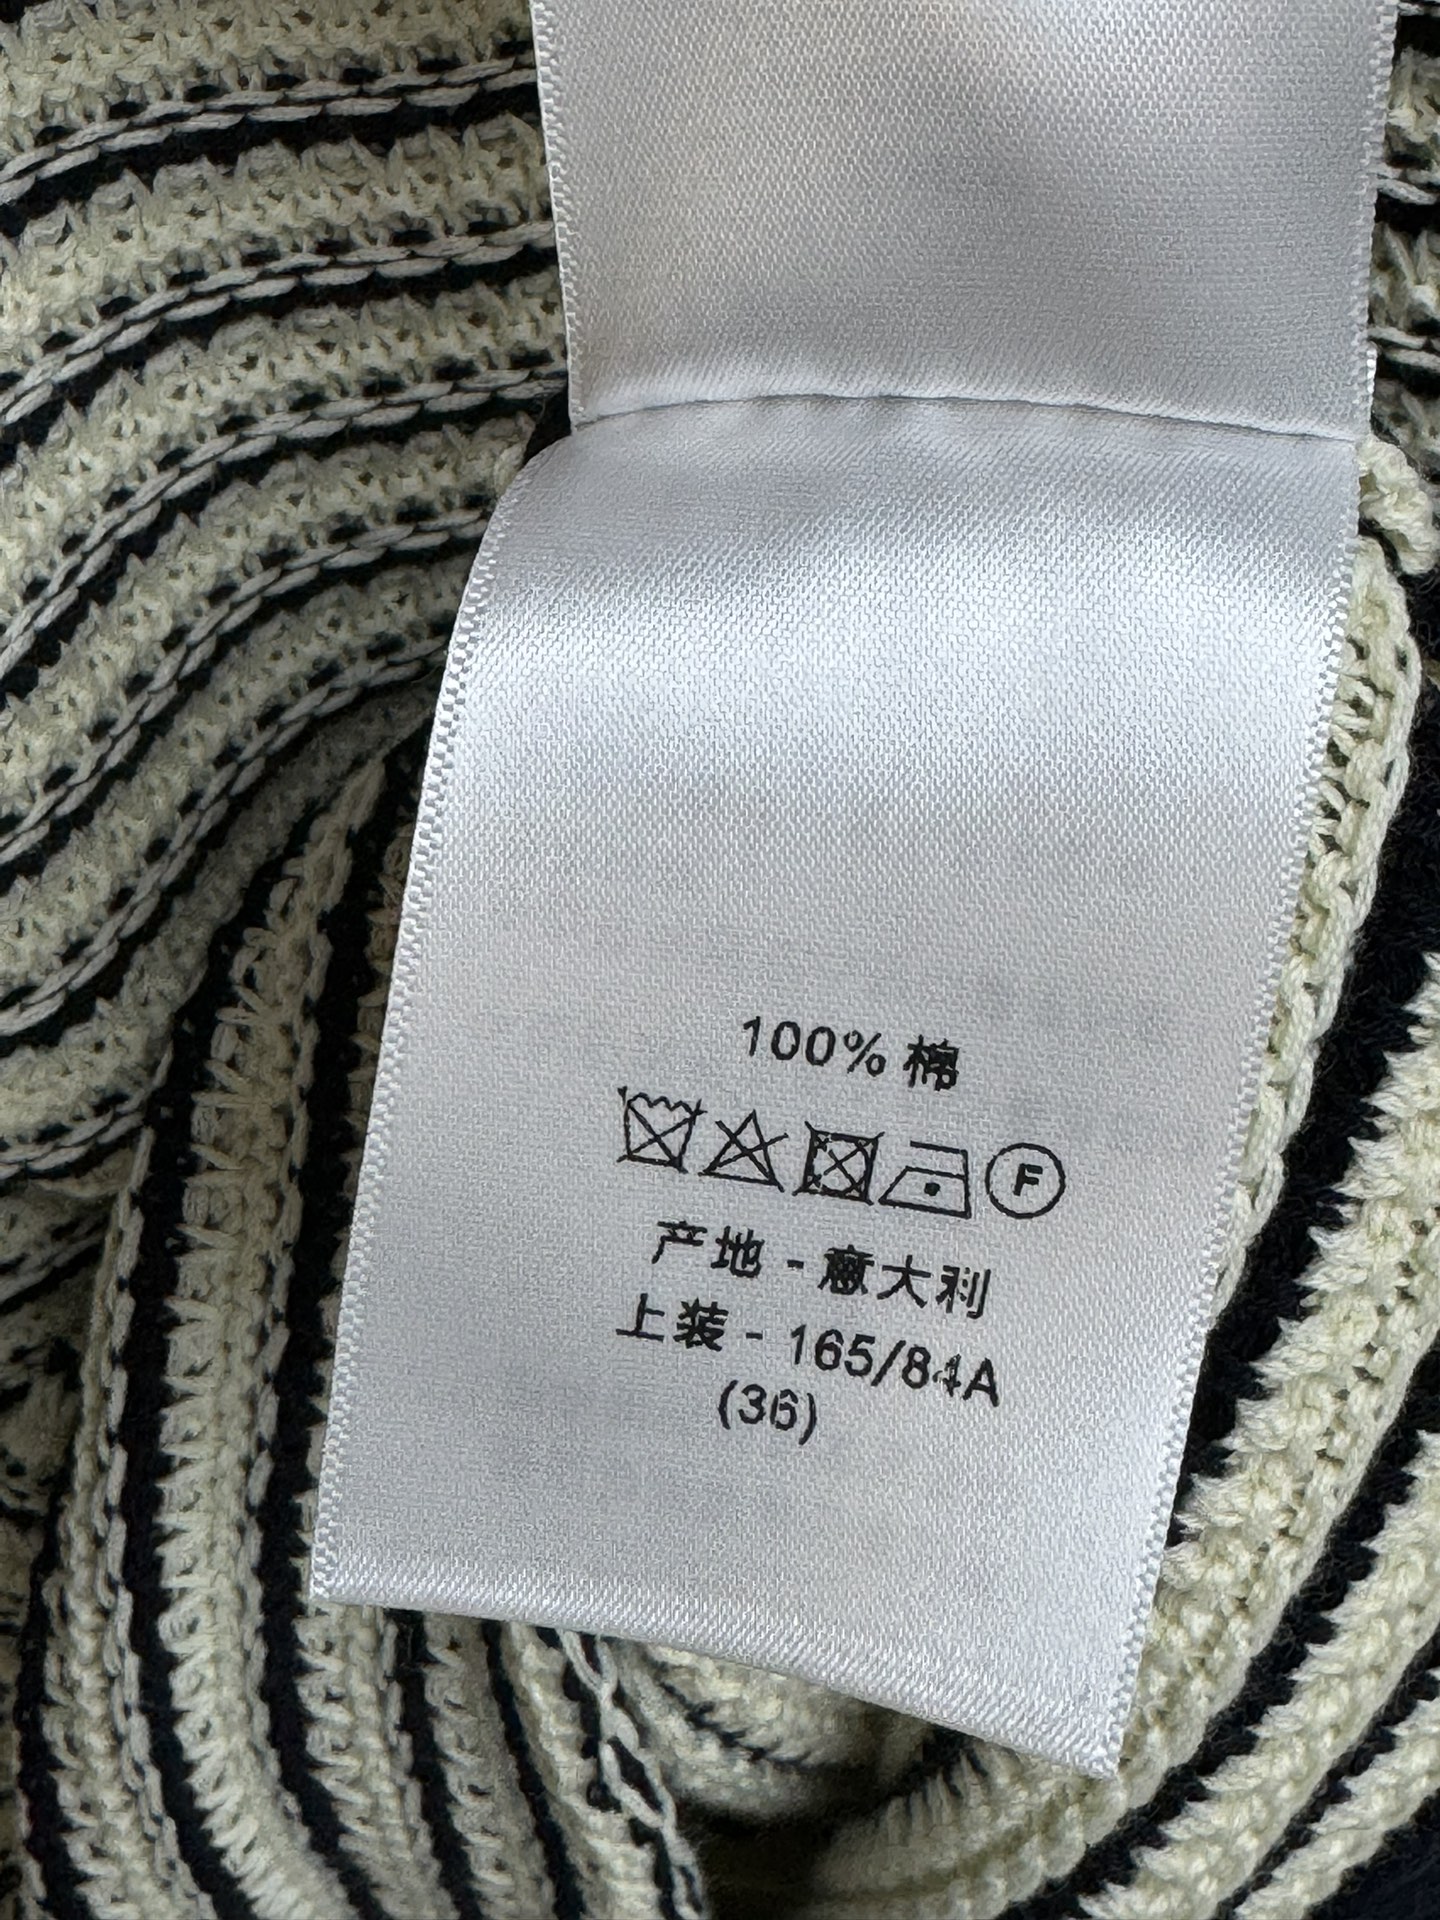 100% 棉
F
产地 - 意大利
上装 - 165/84A
(36)